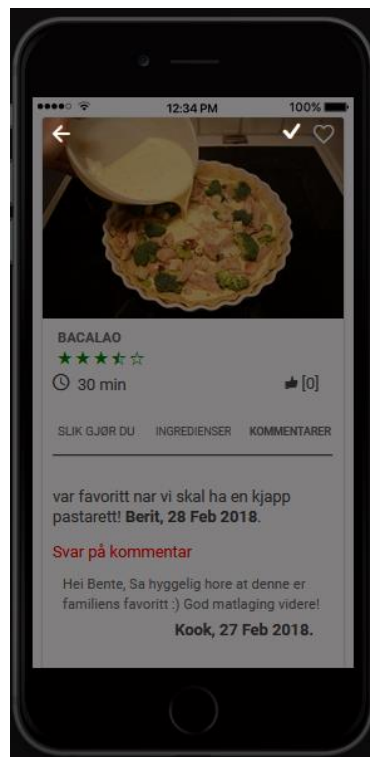 12:34 PM
100%
BACALAO
30 min
[0]
SLIK GJØR DU INGREDIENSER KOMMENTARER
var favoritt nar vi skal ha en kjapp
pastarett! Berit, 28 Feb 2018.
Svar på kommentar
Hei Bente, Sa hyggelig hore at denne er
familiens favoritt :) God matlaging videre!
Kook, 27 Feb 2018.